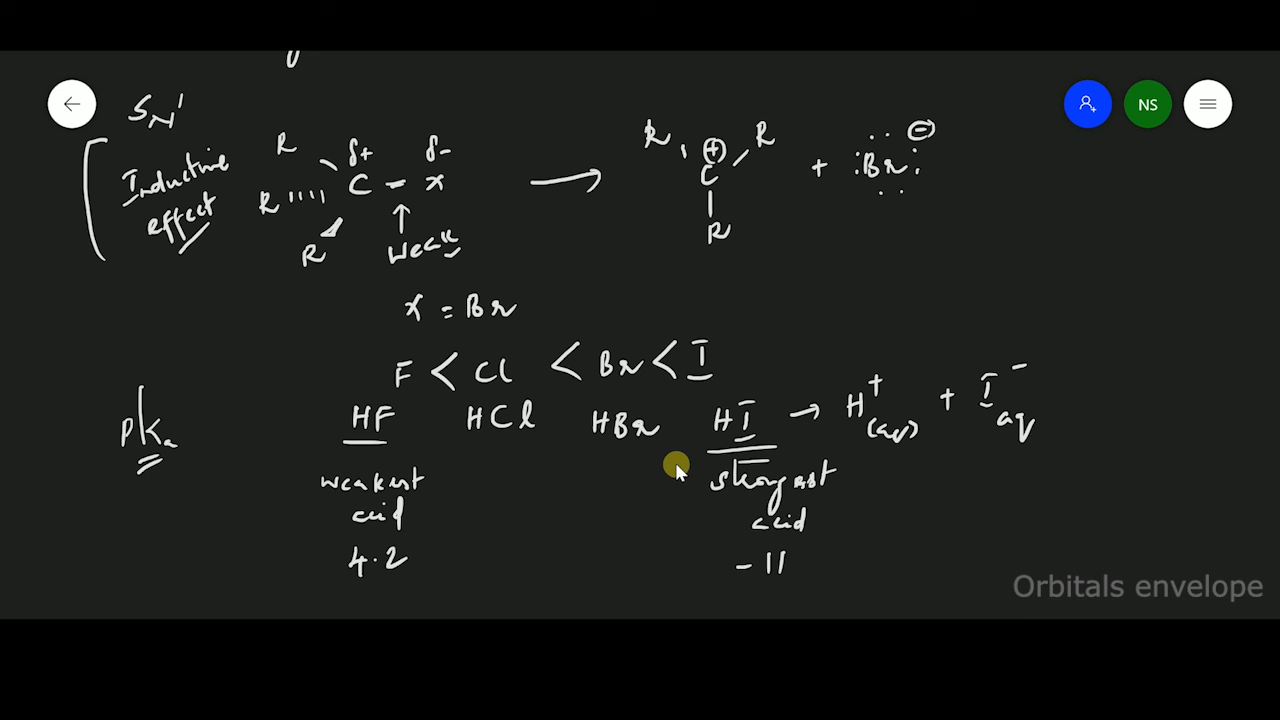 NS
SN1
Inductive effect
R
δ+ δ-
R C = X → R C ⊕ R + :Br: ⊖
R R
Weak
X = Br
F < Cl < Br < I
pKa HF HCl HBr HI → H+ (aq) + I- aq
weakest acid strongest acid
4.2 -11
Orbitals envelope